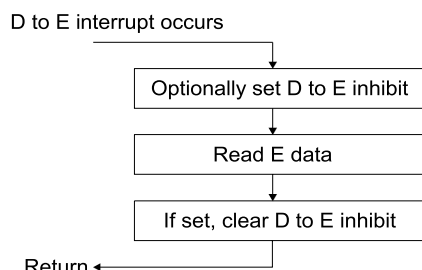 D to E interrupt occurs
Optionally set D to E inhibit
Read E data
If set, clear D to E inhibit
Return